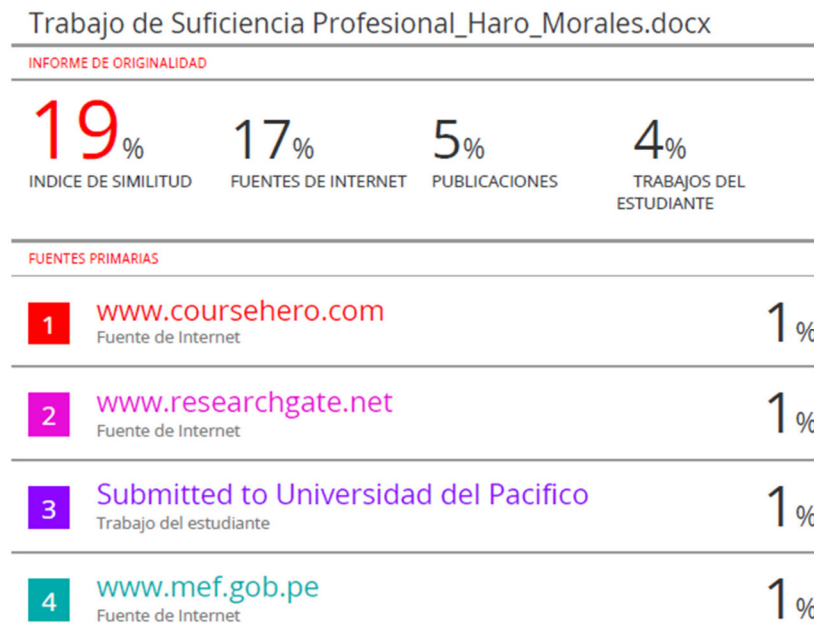 Trabajo de Suficiencia Profesional_Haro_Morales.docx
INFORME DE ORIGINALIDAD
19% 17% 5% 4%
INDICE DE SIMILITUD FUENTES DE INTERNET PUBLICACIONES TRABAJOS DEL
ESTUDIANTE
FUENTES PRIMARIAS
1 www.coursehero.com 1%
Fuente de Internet
2 www.researchgate.net 1%
Fuente de Internet
3 Submitted to Universidad del Pacifico 1%
Trabajo del estudiante
4 www.mef.gob.pe 1%
Fuente de Internet